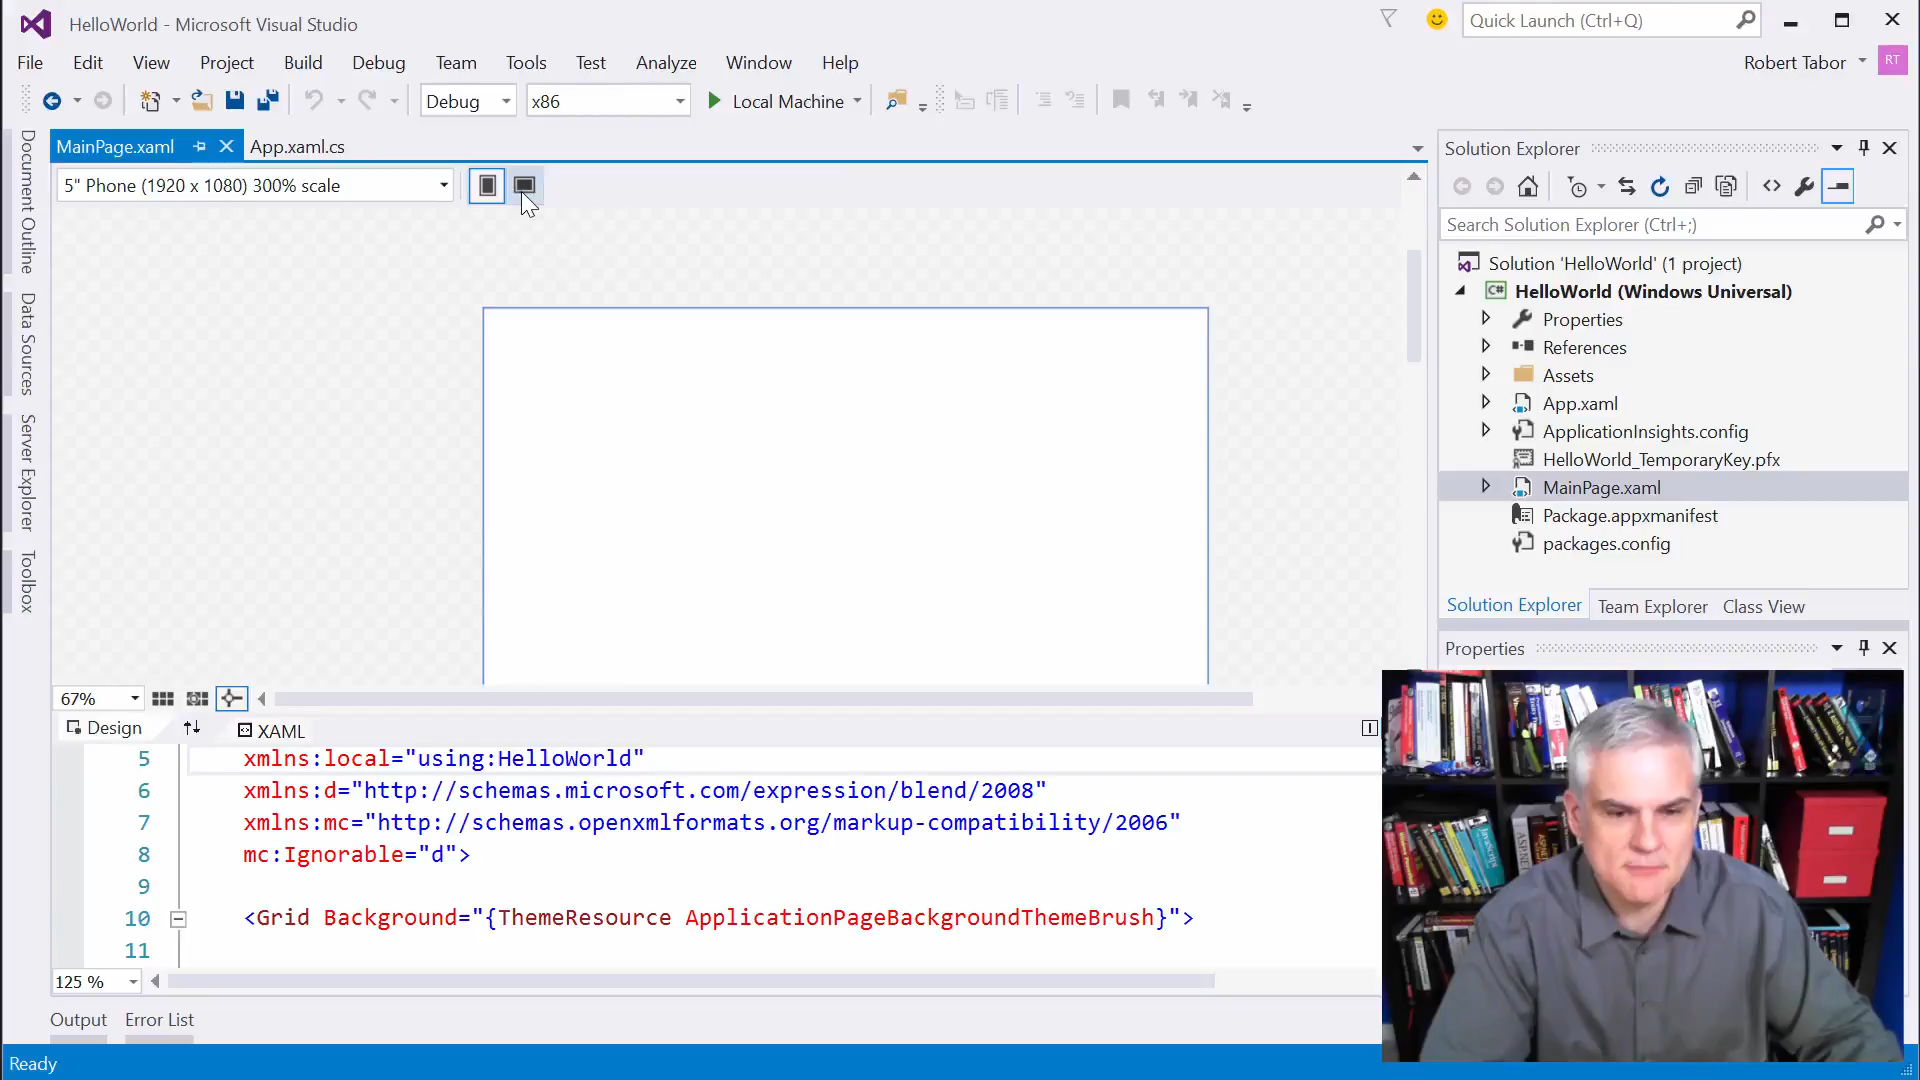 HelloWorld - Microsoft Visual Studio
Quick Launch (Ctrl+Q)
File Edit View Project Build Debug Team Tools Test Analyze Window Help
Robert Tabor RT
Debug x86 Local Machine
MainPage.xaml App.xaml.cs
5" Phone (1920 x 1080) 300% scale
Document Outline
Data Sources
Server Explorer
Toolbox
67%
Design XAML
5 xmlns:local="using:HelloWorld"
6 xmlns:d="http://schemas.microsoft.com/expression/blend/2008"
7 xmlns:mc="http://schemas.openxmlformats.org/markup-compatibility/2006"
8 mc:Ignorable="d">
9
10 <Grid Background="{ThemeResource ApplicationPageBackgroundThemeBrush}">
11
125 %
Output Error List
Ready
Solution Explorer
Search Solution Explorer (Ctrl+;)
Solution 'HelloWorld' (1 project)
C# HelloWorld (Windows Universal)
Properties
References
Assets
App.xaml
ApplicationInsights.config
HelloWorld_TemporaryKey.pfx
MainPage.xaml
Package.appxmanifest
packages.config
Solution Explorer Team Explorer Class View
Properties